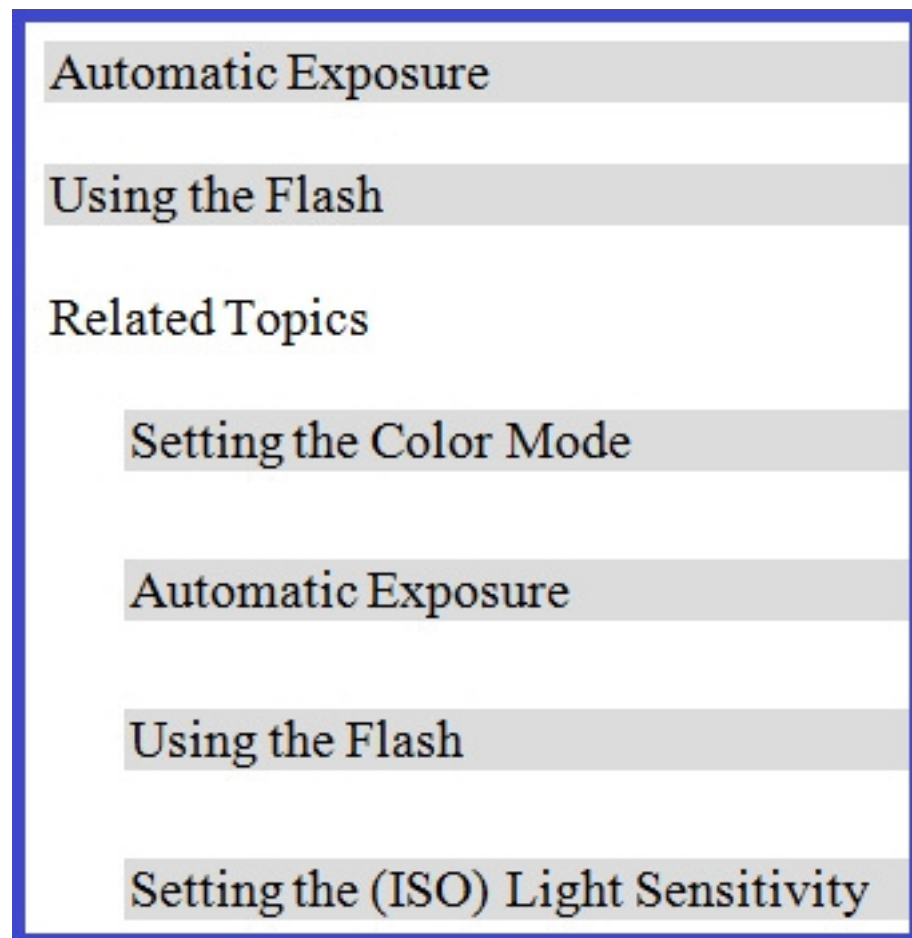 Automatic Exposure
Using the Flash
Related Topics
Setting the Color Mode
Automatic Exposure
Using the Flash
Setting the (ISO) Light Sensitivity